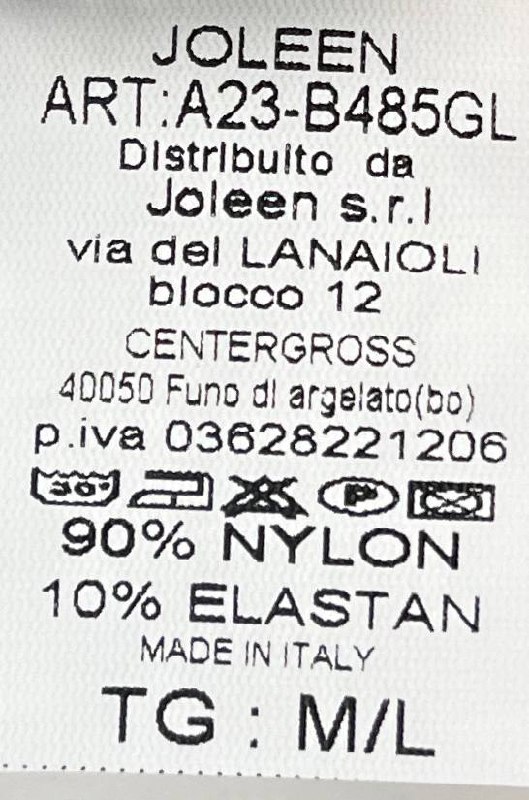 JOLEEN
ART:A23-B485GL
Distribuito da
Joleen s.r.l
via del LANAIOLI
blocco 12
CENTERGROSS
40050 Funo di argelato(bo)
p.iva 03628221206
30° P
90% NYLON
10% ELASTAN
MADE IN ITALY
TG : M/L